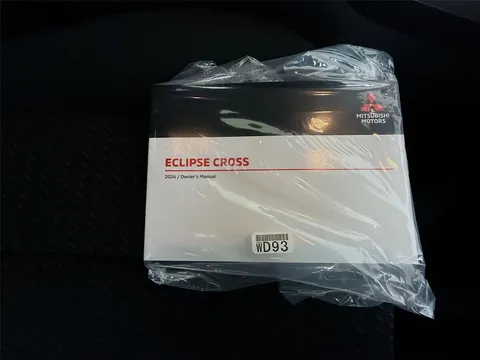 MITSUBISHI
MOTORS
ECLIPSE CROSS
2026 / Owner's Manual
WD93